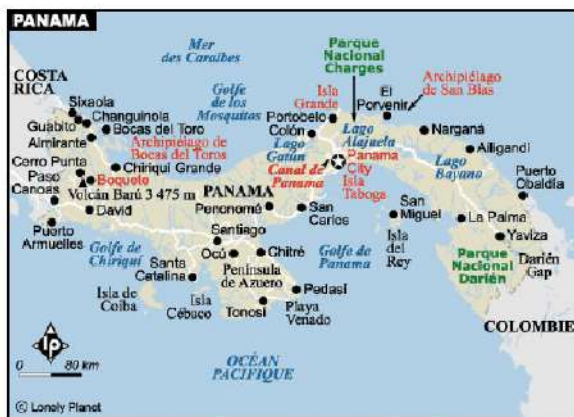 PANAMA
Mer
des Caraïbes
Parque
Nacional
Charges
COSTA
RICA
Golfe
de los
Mosquitas
Isla
Grande
El
Porvenir
Archipiélago
de San Blas
Sixaola
Changuinola
Guabito
Bocas del Toro
Almirante
Portobelo
Colón
Lago
Alajuela
Narganá
Archipiélago de
Bocas del Toros
Lago
Gatún
Ailigandí
Cerro Punta
Chiriquí Grande
Canal de
Panama
Panama
City
Lago
Bayano
Paso
Canoas
Boquete
Isla
Taboga
Puerto
Obaldía
Volcán Barú 3 475 m
PANAMA
David
Penonomé
San
Carlos
San
Miguel
La Palma
Puerto
Armuelles
Santiago
Yaviza
Golfe de
Chiriquí
Santa
Catalina
Ocú
Chitré
Golfe de
Panama
Isla
del
Rey
Parque
Nacional
Darién
Darién
Gap
Isla de
Coiba
Península
de Azuero
Isla
Cébaco
Tonosí
Pedasí
Playa
Venado
COLOMBIE
lp
0 80 km
OCÉAN
PACIFIQUE
© Lonely Planet